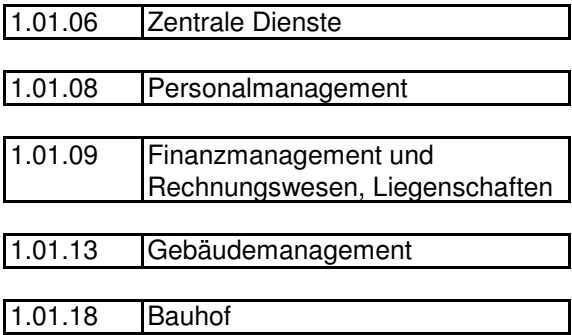 1.01.06 Zentrale Dienste
1.01.08 Personalmanagement
1.01.09 Finanzmanagement und
Rechnungswesen, Liegenschaften
1.01.13 Gebäudemanagement
1.01.18 Bauhof